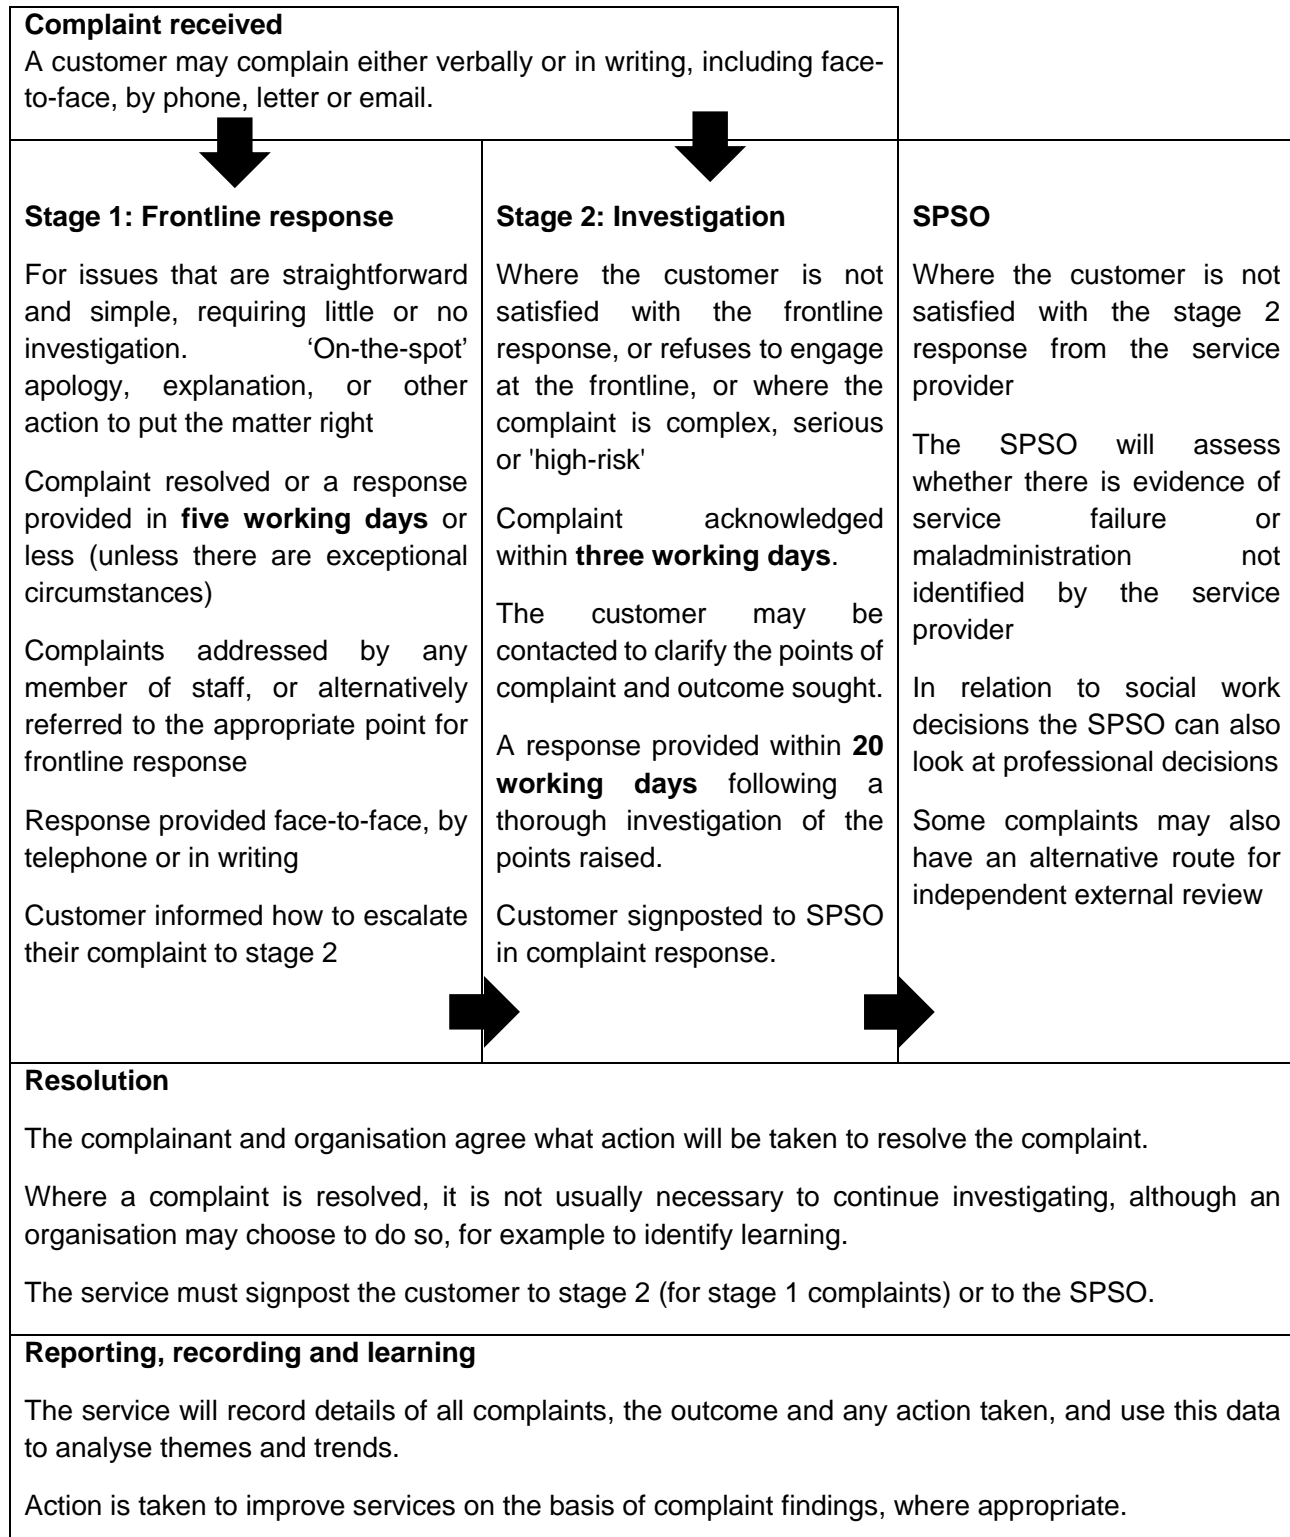 Complaint received
A customer may complain either verbally or in writing, including face-
to-face, by phone, letter or email.
Stage 1: Frontline response
For issues that are straightforward
and simple, requiring little or no
investigation. ‘On-the-spot’
apology, explanation, or other
action to put the matter right
Complaint resolved or a response
provided in five working days or
less (unless there are exceptional
circumstances)
Complaints addressed by any
member of staff, or alternatively
referred to the appropriate point for
frontline response
Response provided face-to-face, by
telephone or in writing
Customer informed how to escalate
their complaint to stage 2
Stage 2: Investigation
Where the customer is not
satisfied with the frontline
response, or refuses to engage
at the frontline, or where the
complaint is complex, serious
or 'high-risk'
Complaint acknowledged
within three working days.
The customer may be
contacted to clarify the points of
complaint and outcome sought.
A response provided within 20
working days following a
thorough investigation of the
points raised.
Customer signposted to SPSO
in complaint response.
SPSO
Where the customer is not
satisfied with the stage 2
response from the service
provider
The SPSO will assess
whether there is evidence of
service failure or
maladministration not
identified by the service
provider
In relation to social work
decisions the SPSO can also
look at professional decisions
Some complaints may also
have an alternative route for
independent external review
Resolution
The complainant and organisation agree what action will be taken to resolve the complaint.
Where a complaint is resolved, it is not usually necessary to continue investigating, although an
organisation may choose to do so, for example to identify learning.
The service must signpost the customer to stage 2 (for stage 1 complaints) or to the SPSO.
Reporting, recording and learning
The service will record details of all complaints, the outcome and any action taken, and use this data
to analyse themes and trends.
Action is taken to improve services on the basis of complaint findings, where appropriate.